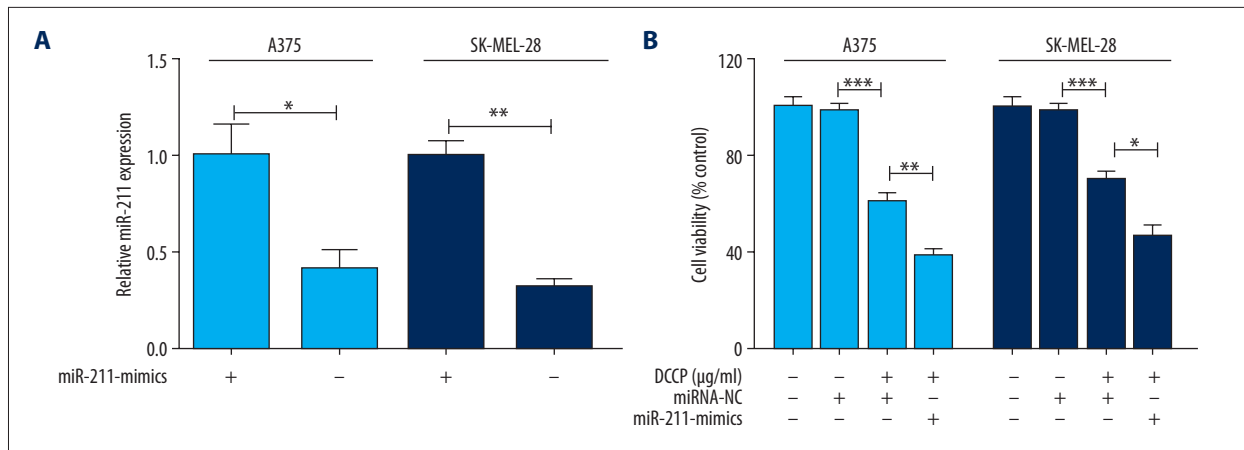 A
A375 SK-MEL-28
Relative miR-211 expression
1.5
1.0
0.5
0.0
* **
miR-211-mimics + – + –
B
A375 SK-MEL-28
Cell viability (% control)
120
80
40
0
*** ***
** *
DCCP (µg/ml) – – + + – – + +
miRNA-NC – + + – – + + –
miR-211-mimics – – – + – – – +